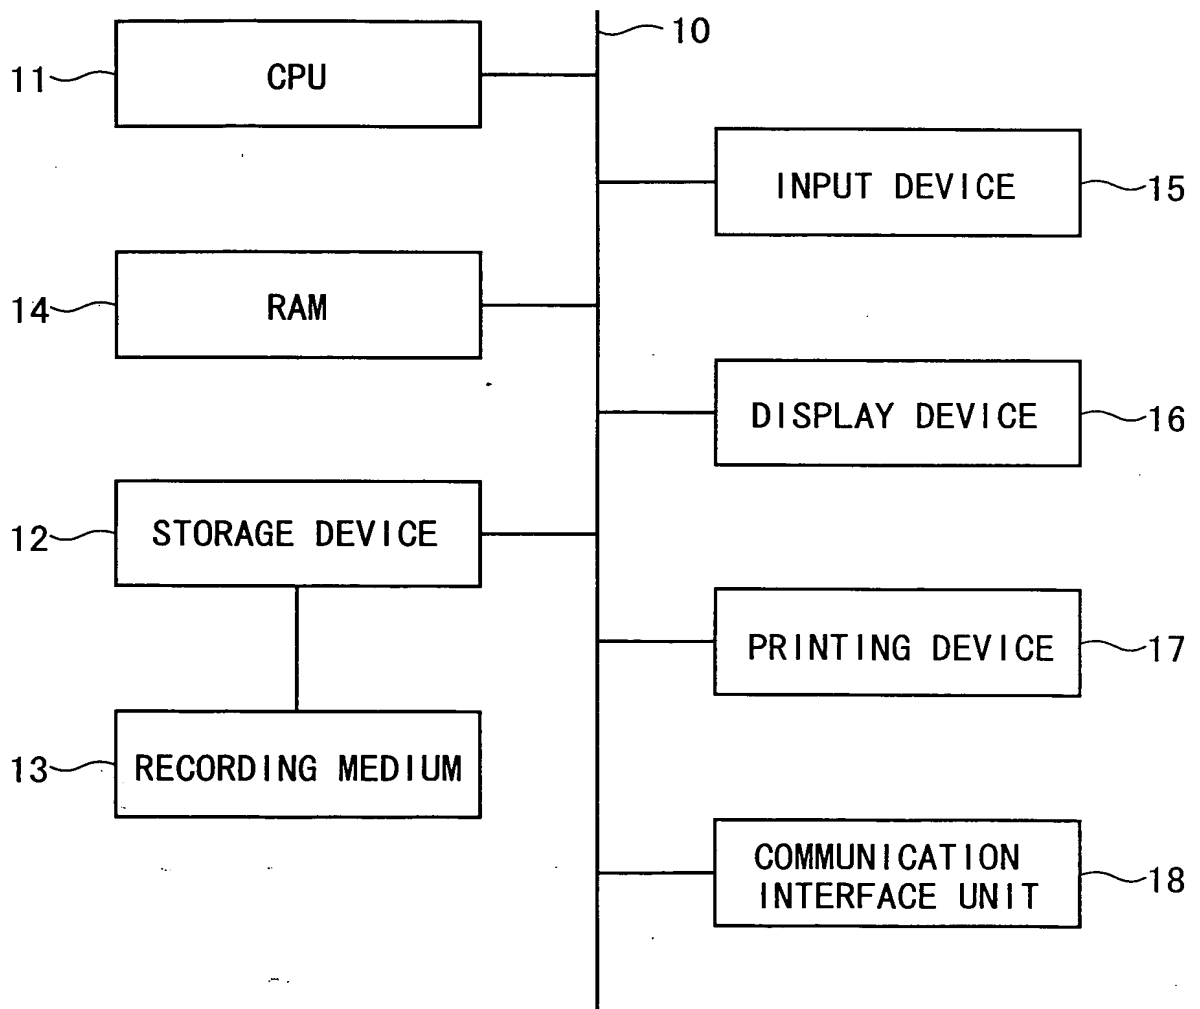 10
11
CPU
INPUT DEVICE
15
14
RAM
DISPLAY DEVICE
16
12
STORAGE DEVICE
PRINTING DEVICE
17
13
RECORDING MEDIUM
COMMUNICATION
INTERFACE UNIT
18